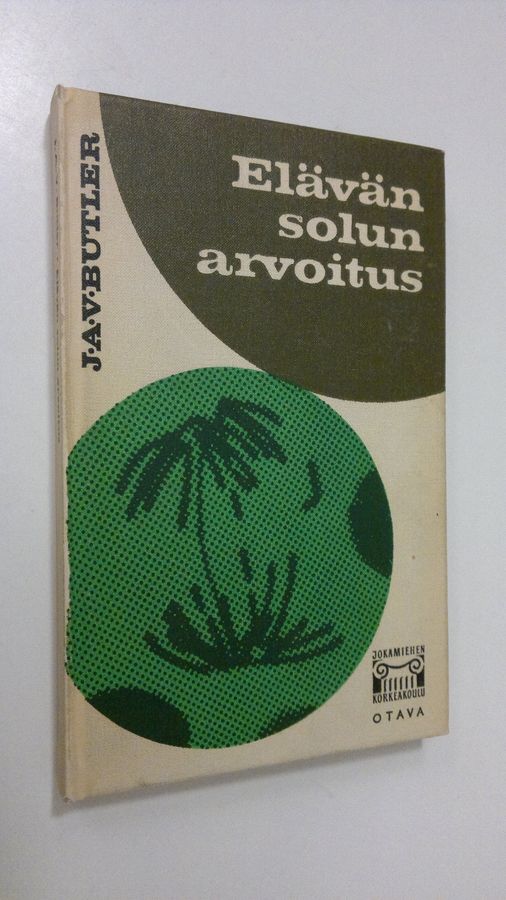 J.A.V.BUTLER
Elävän
solun
arvoitus
JOKAMIEHEN
KORKEAKOULU
OTAVA